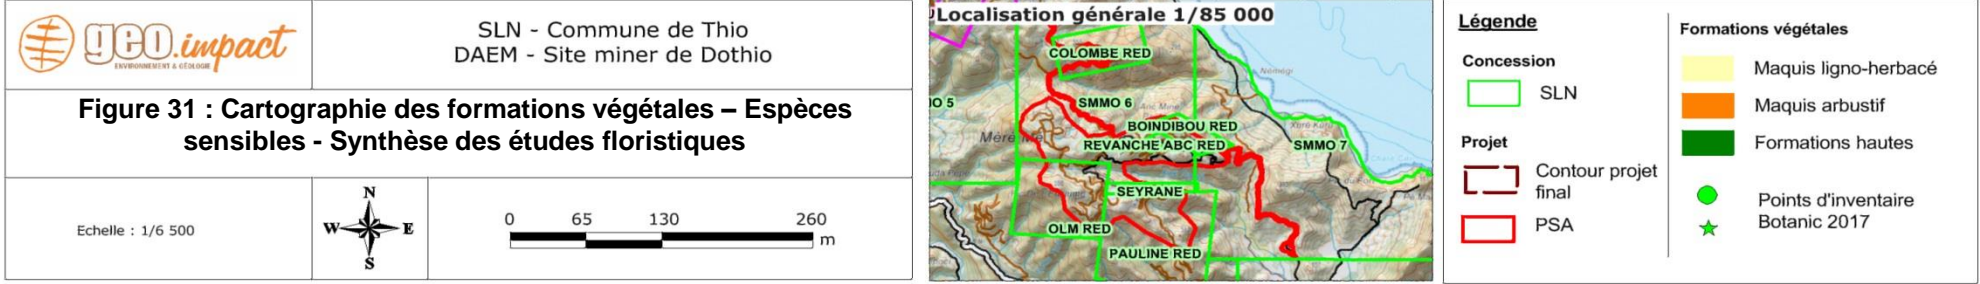 geo.impact
ENVIRONNEMENT & GÉOLOGIE
SLN - Commune de Thio
DAEM - Site minier de Dothio
Figure 31 : Cartographie des formations végétales – Espèces
sensibles - Synthèse des études floristiques
Echelle : 1/6 500
N
W E
S
0 65 130 260
m
Localisation générale 1/85 000
COLOMBE RED
SMMO 6
BOINDIBOU RED
REVANCHE ABC RED
SMMO 7
SEYRANE
OLM RED
PAULINE RED
Légende
Concession
SLN
Projet
Contour projet
final
PSA
Formations végétales
Maquis ligno-herbacé
Maquis arbustif
Formations hautes
Points d'inventaire
Botanic 2017